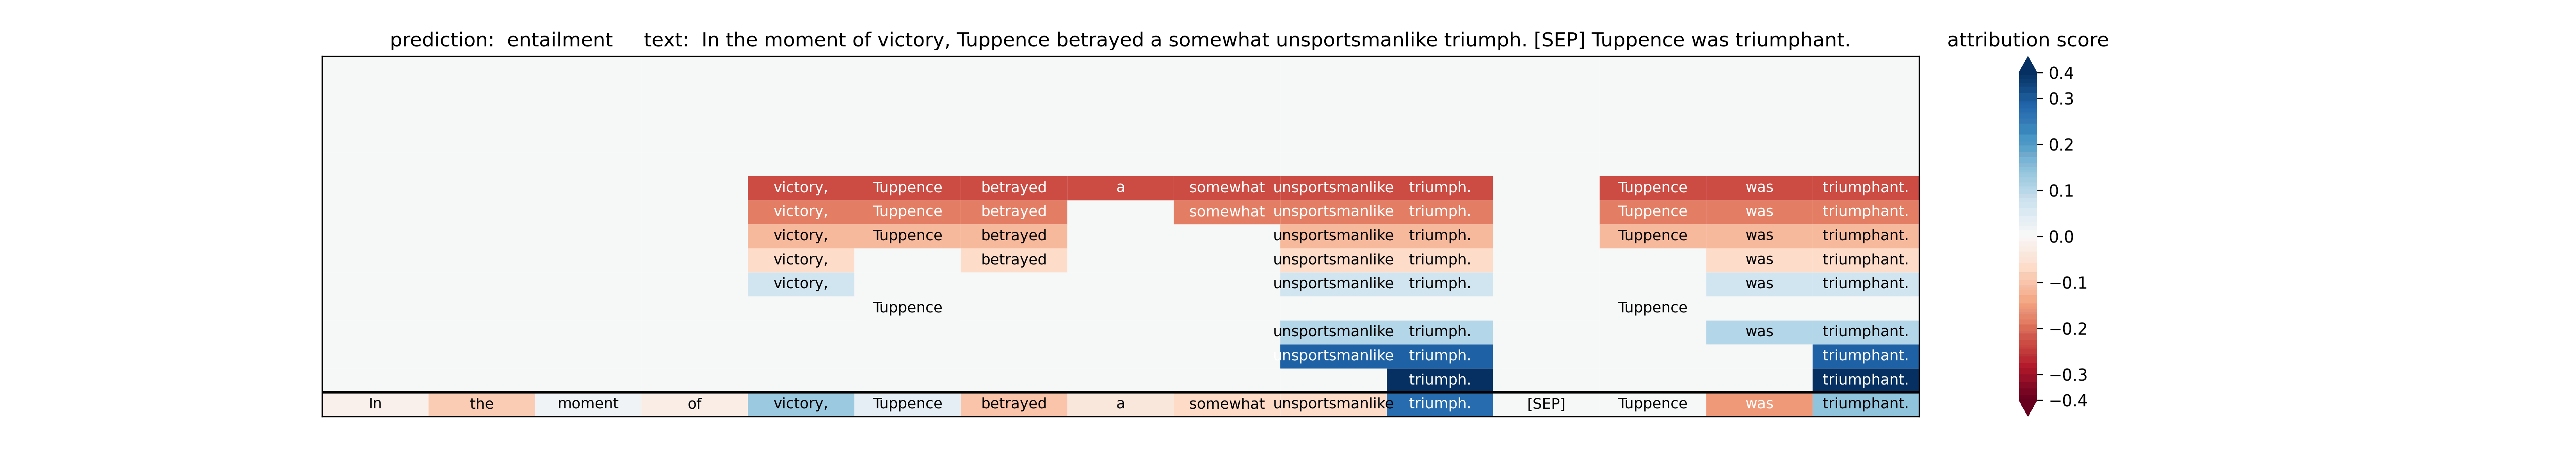 prediction:  entailment     text:  In the moment of victory, Tuppence betrayed a somewhat unsportsmanlike triumph. [SEP] Tuppence was triumphant.
attribution score
victory, Tuppence betrayed a somewhat unsportsmanlike triumph. Tuppence was triumphant.
victory, Tuppence betrayed somewhat unsportsmanlike triumph. Tuppence was triumphant.
victory, Tuppence betrayed unsportsmanlike triumph. Tuppence was triumphant.
victory, betrayed unsportsmanlike triumph. was triumphant.
victory, unsportsmanlike triumph. was triumphant.
Tuppence Tuppence
unsportsmanlike triumph. was triumphant.
unsportsmanlike triumph. triumphant.
triumph. triumphant.
In the moment of victory, Tuppence betrayed a somewhat unsportsmanlike triumph. [SEP] Tuppence was triumphant.
0.4
0.3
0.2
0.1
0.0
−0.1
−0.2
−0.3
−0.4